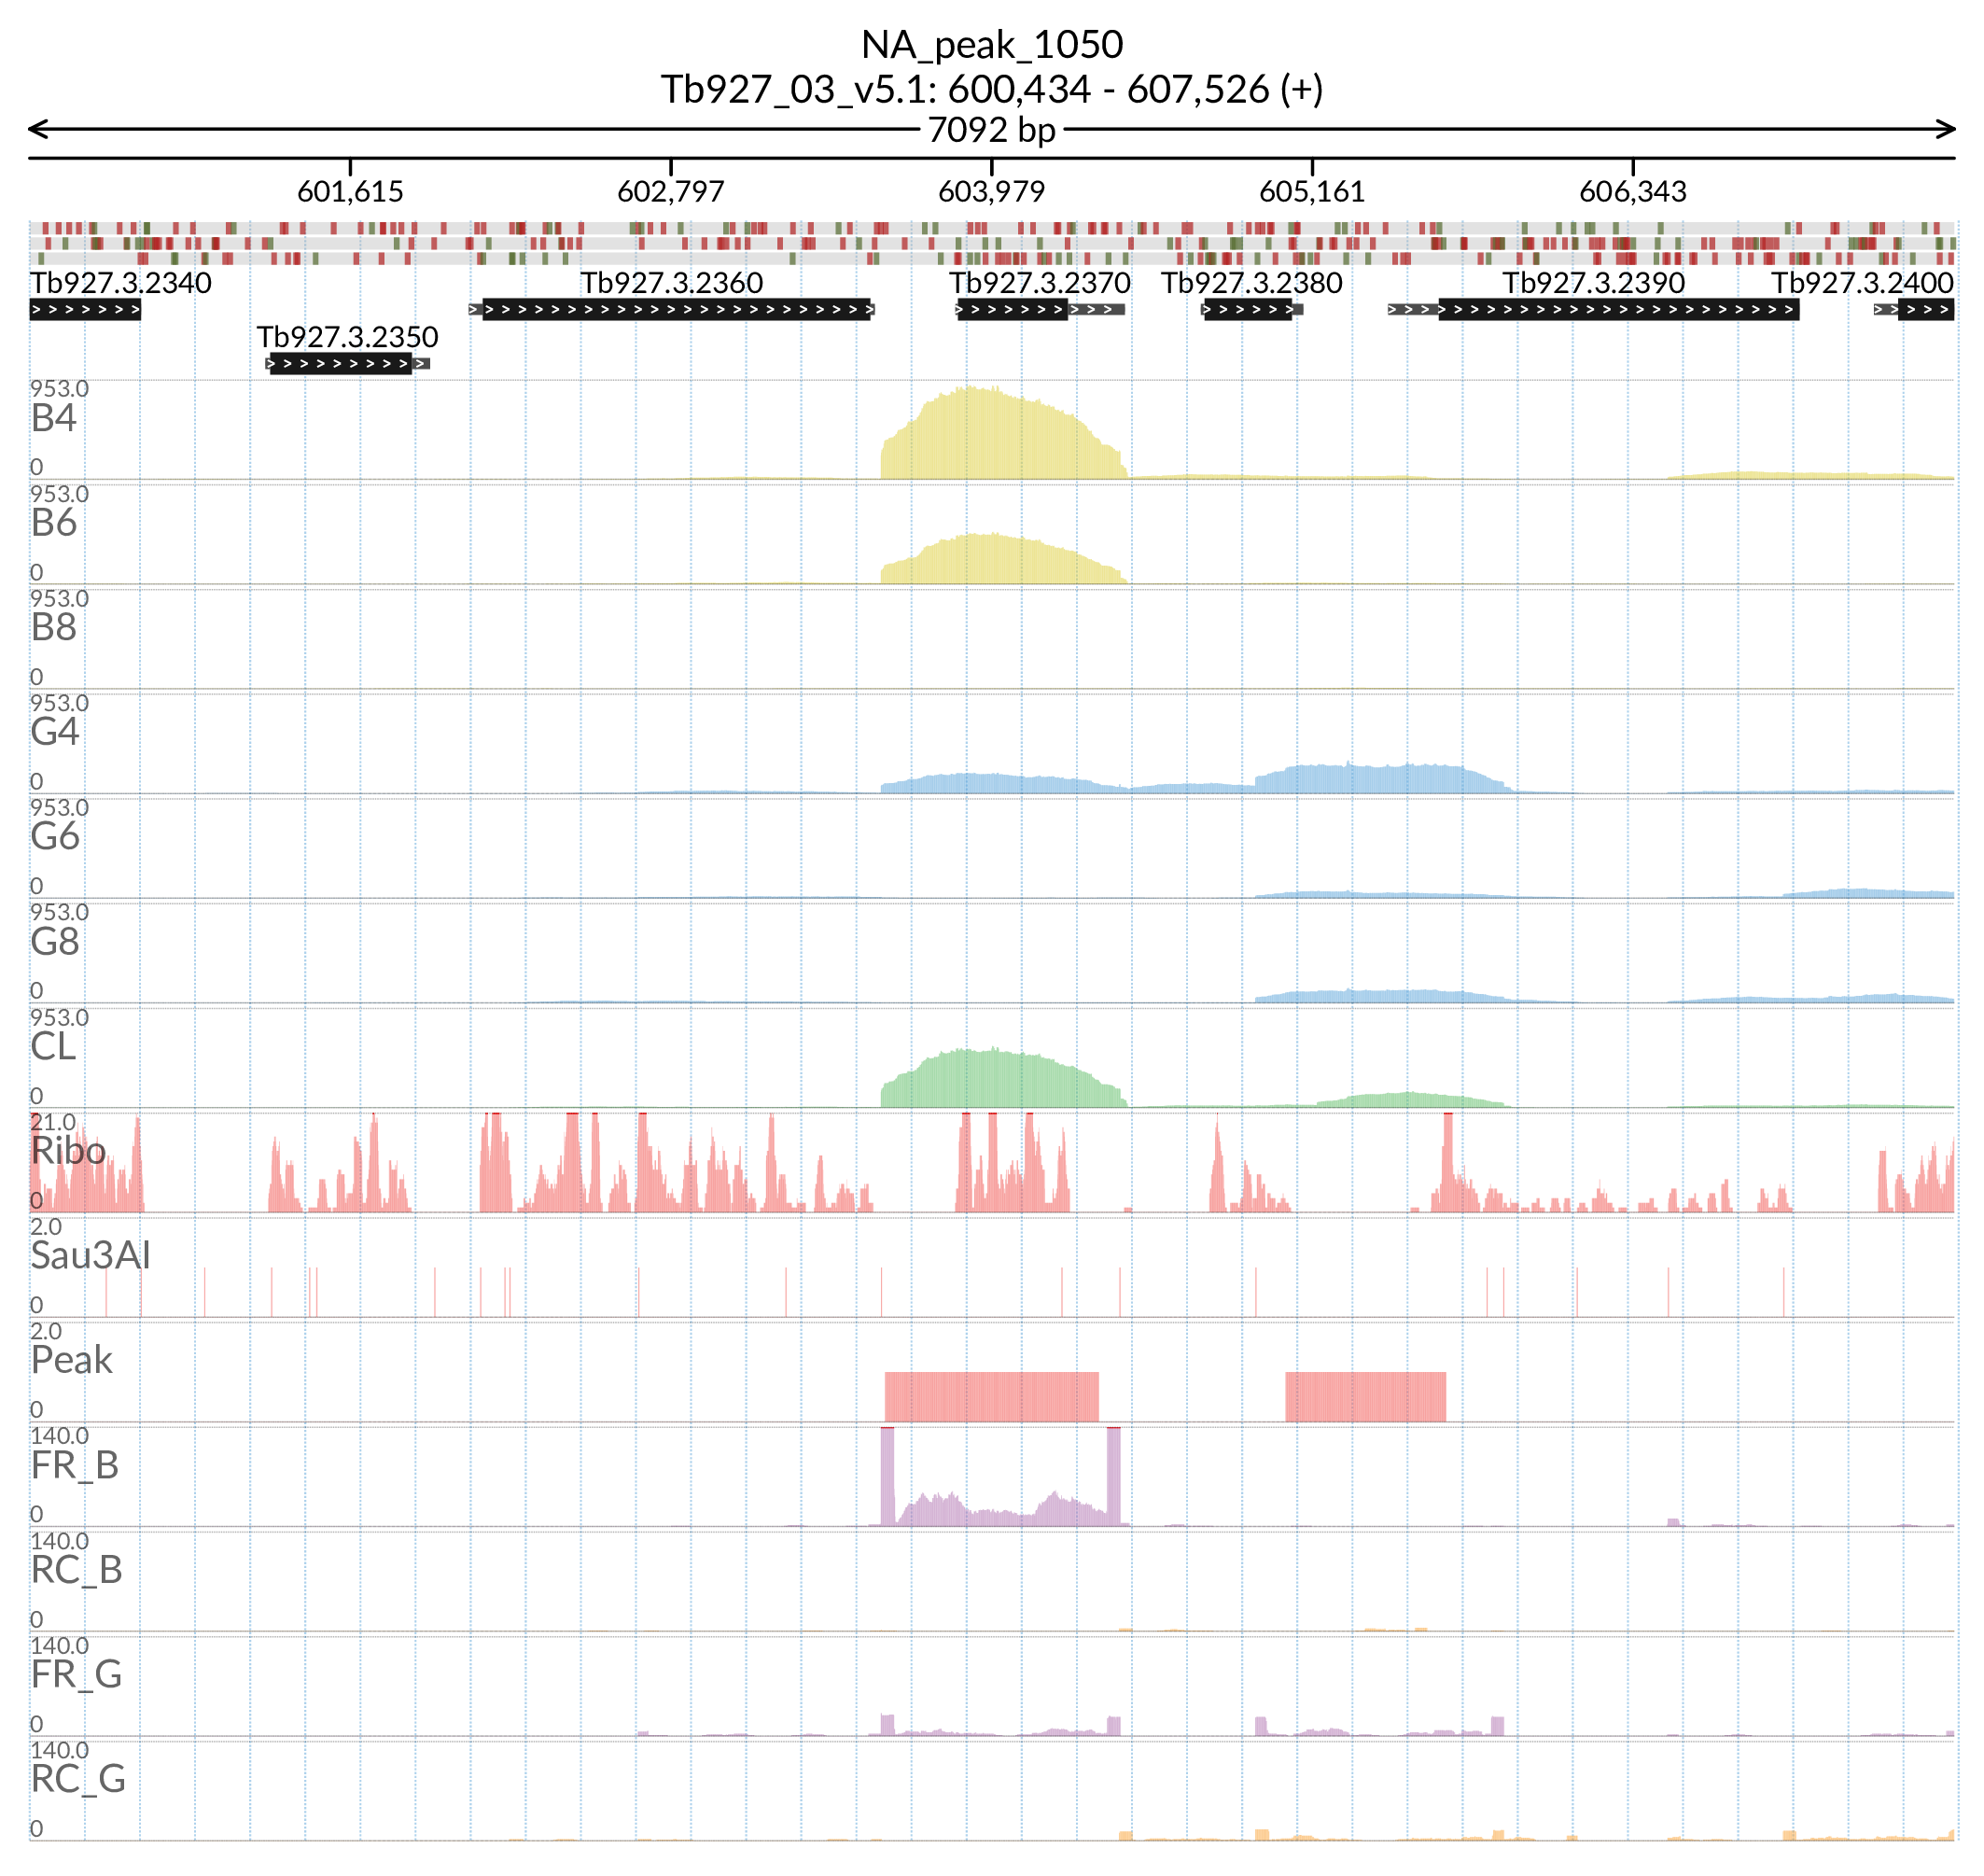 NA_peak_1050
Tb927_03_v5.1: 600,434 - 607,526 (+)
7092 bp
601,615 602,797 603,979 605,161 606,343
Tb927.3.2340 Tb927.3.2360 Tb927.3.2370 Tb927.3.2380 Tb927.3.2390 Tb927.3.2400
Tb927.3.2350
953.0
B4
0
953.0
B6
0
953.0
B8
0
953.0
G4
0
953.0
G6
0
953.0
G8
0
953.0
CL
0
21.0
Ribo
0
2.0
Sau3AI
0
2.0
Peak
0
140.0
FR_B
0
140.0
RC_B
0
140.0
FR_G
0
140.0
RC_G
0